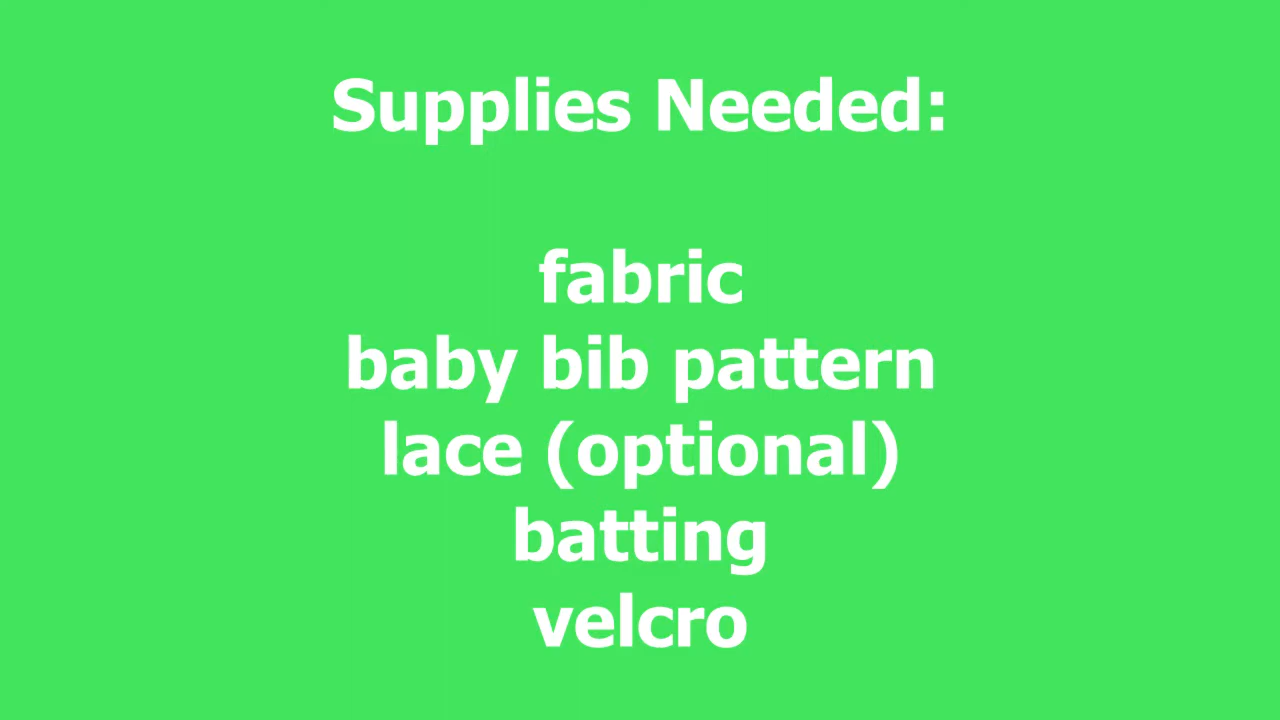 Supplies Needed:
fabric
baby bib pattern
lace (optional)
batting
velcro